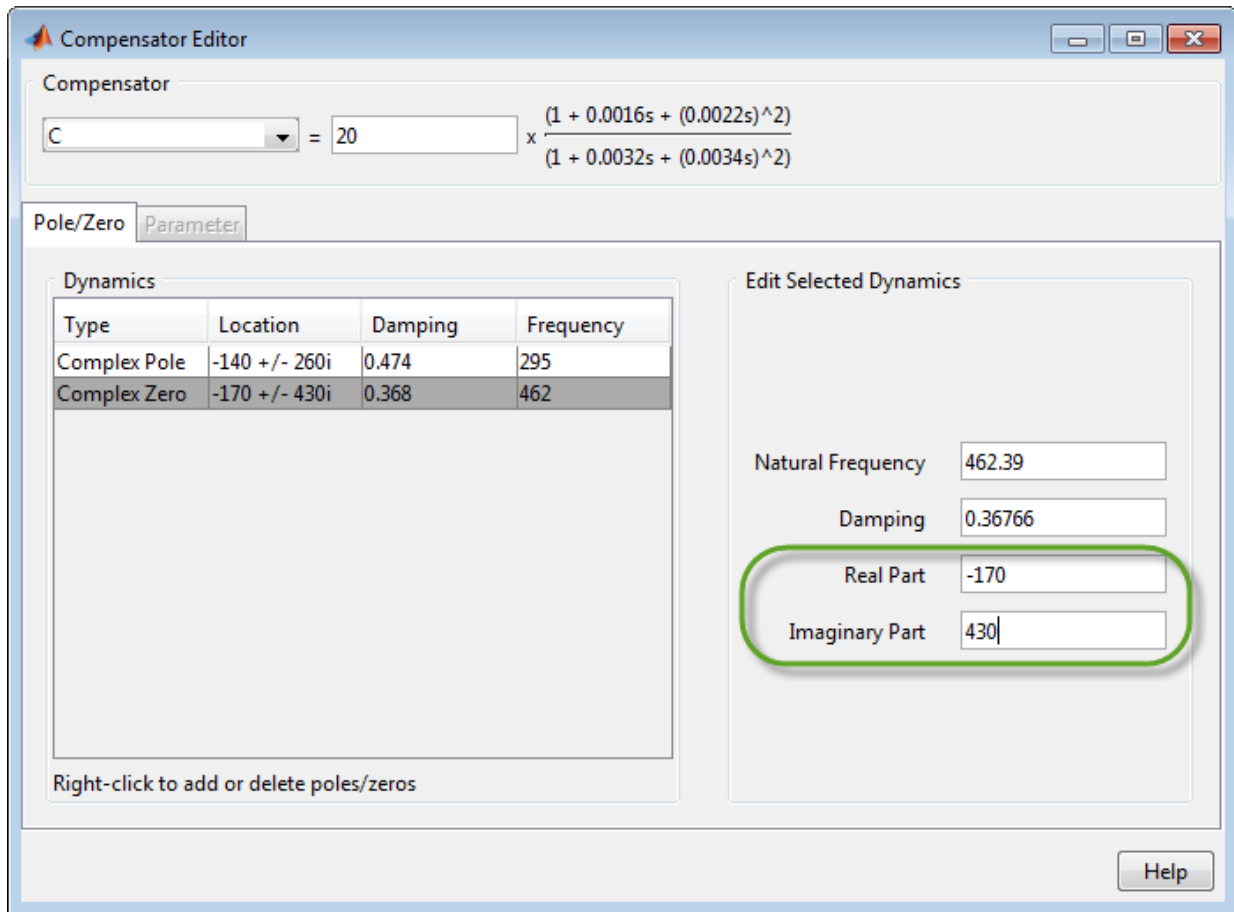 Compensator Editor
Compensator
C = 20 x (1 + 0.0016s + (0.0022s)^2)
(1 + 0.0032s + (0.0034s)^2)
Pole/Zero Parameter
Dynamics
Type Location Damping Frequency
Complex Pole -140 +/- 260i 0.474 295
Complex Zero -170 +/- 430i 0.368 462
Right-click to add or delete poles/zeros
Edit Selected Dynamics
Natural Frequency 462.39
Damping 0.36766
Real Part -170
Imaginary Part 430
Help